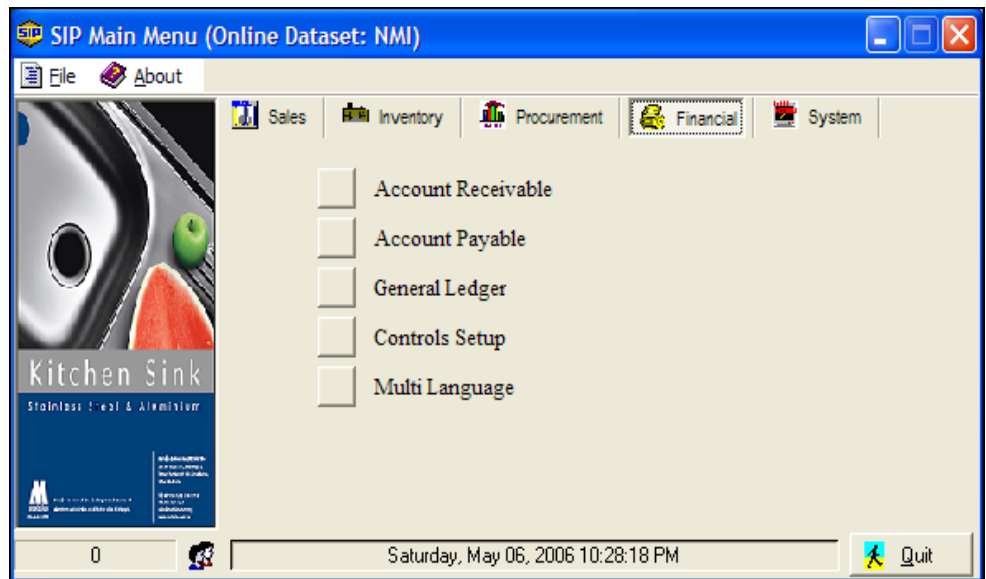 SIP Main Menu (Online Dataset: NMI)
File About
Sales Inventory Procurement Financial System
Account Receivable
Account Payable
General Ledger
Controls Setup
Multi Language
Kitchen Sink
Stainless Steel & Aluminium
0 Saturday, May 06, 2006 10:28:18 PM Quit